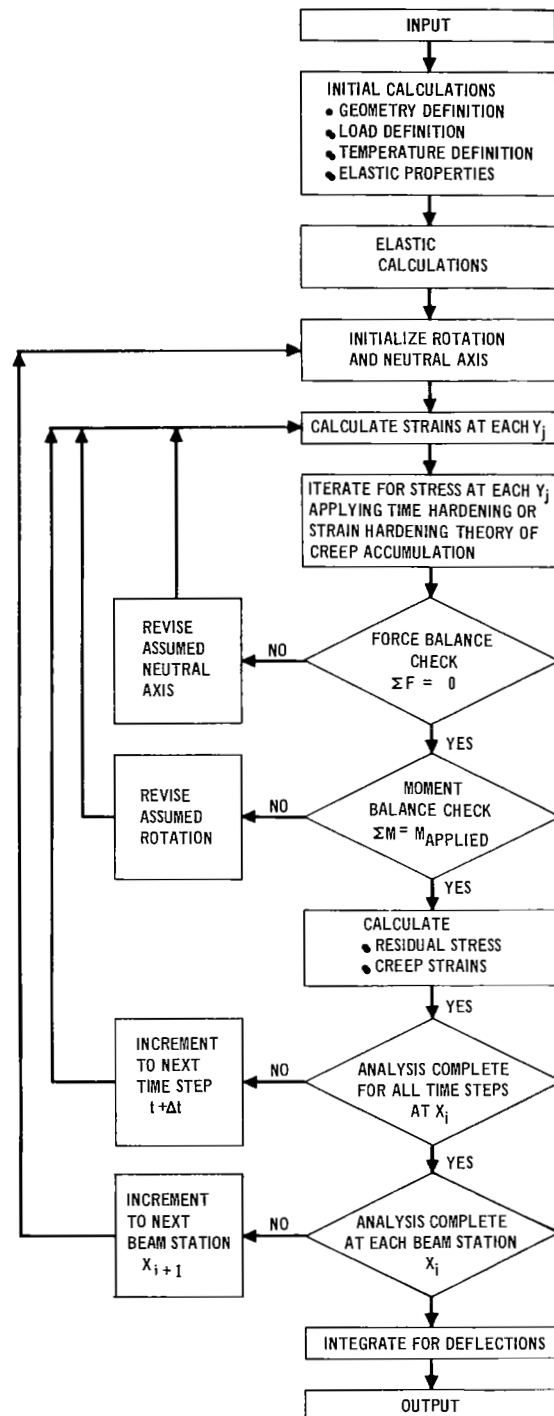 INPUT
INITIAL CALCULATIONS
• GEOMETRY DEFINITION
• LOAD DEFINITION
• TEMPERATURE DEFINITION
• ELASTIC PROPERTIES
ELASTIC
CALCULATIONS
INITIALIZE ROTATION
AND NEUTRAL AXIS
CALCULATE STRAINS AT EACH Yj
ITERATE FOR STRESS AT EACH Yj
APPLYING TIME HARDENING OR
STRAIN HARDENING THEORY OF
CREEP ACCUMULATION
REVISE
ASSUMED
NEUTRAL
AXIS
NO
FORCE BALANCE
CHECK
ΣF = 0
YES
REVISE
ASSUMED
ROTATION
NO
MOMENT
BALANCE CHECK
ΣM = MAPPLIED
YES
CALCULATE
• RESIDUAL STRESS
• CREEP STRAINS
YES
INCREMENT
TO NEXT
TIME STEP
t +Δt
NO
ANALYSIS COMPLETE
FOR ALL TIME STEPS
AT Xi
YES
INCREMENT
TO NEXT
BEAM STATION
Xi + 1
NO
ANALYSIS COMPLETE
AT EACH BEAM STATION
Xi
YES
INTEGRATE FOR DEFLECTIONS
OUTPUT